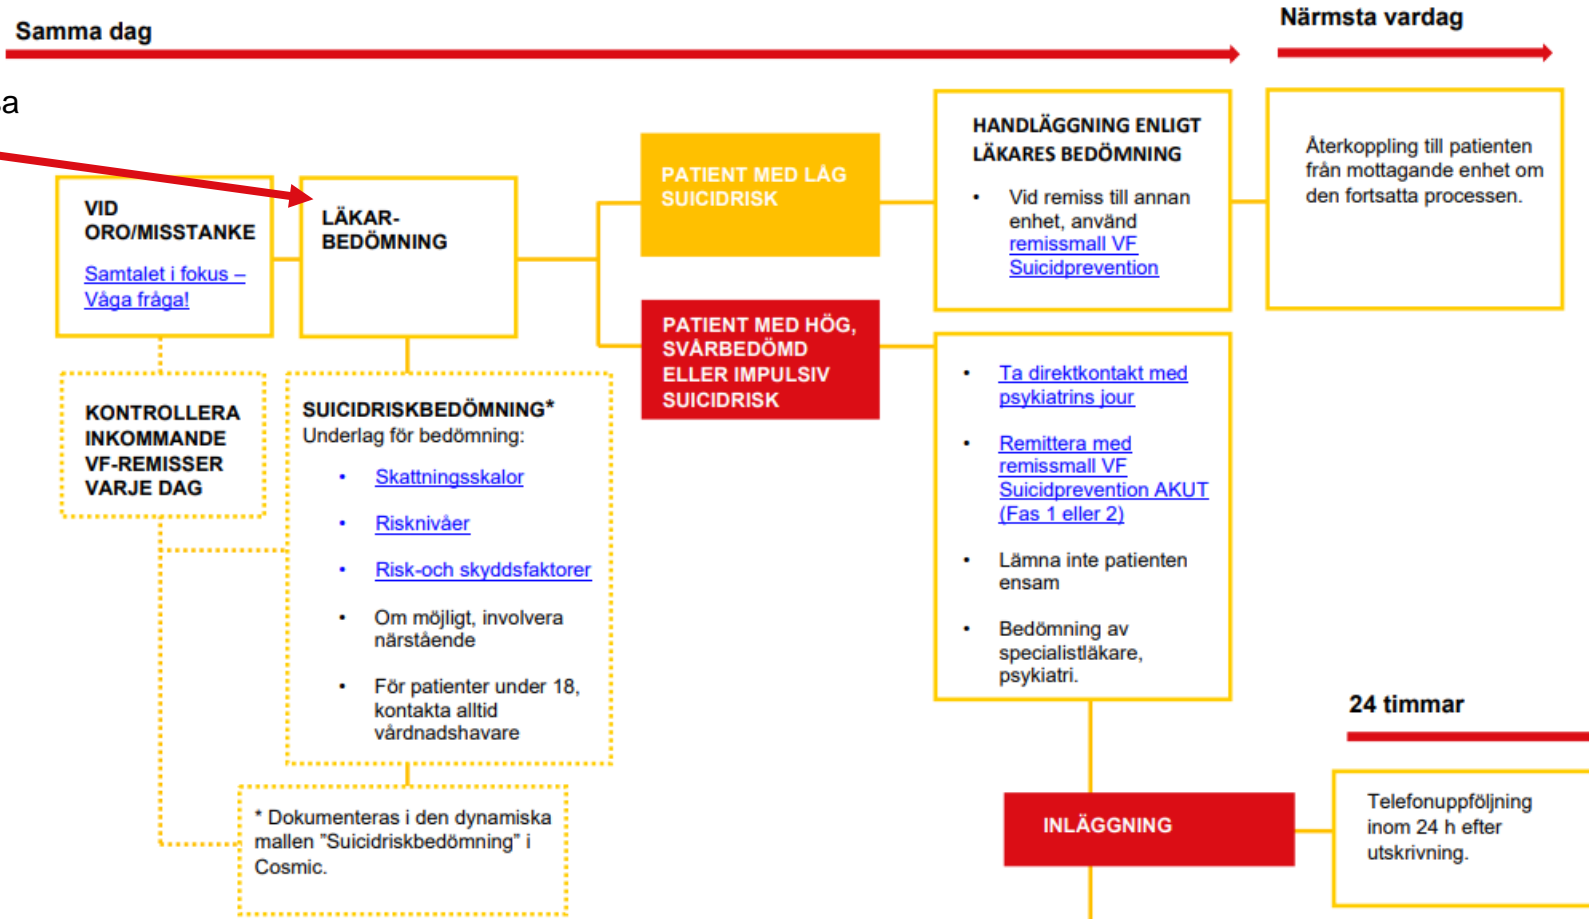 Samma dag
Närmsta vardag
VID
ORO/MISSTANKE
Samtalet i fokus –
Våga fråga!
LÄKAR-
BEDÖMNING
PATIENT MED LÅG
SUICIDRISK
HANDLÄGGNING ENLIGT
LÄKARES BEDÖMNING
• Vid remiss till annan
enhet, använd
remissmall VF
Suicidprevention
Återkoppling till patienten
från mottagande enhet om
den fortsatta processen.
PATIENT MED HÖG,
SVÅRBEDÖMD
ELLER IMPULSIV
SUICIDRISK
• Ta direktkontakt med
psykiatrins jour
• Remittera med
remissmall VF
Suicidprevention AKUT
(Fas 1 eller 2)
• Lämna inte patienten
ensam
• Bedömning av
specialistläkare,
psykiatri.
KONTROLLERA
INKOMMANDE
VF-REMISSER
VARJE DAG
SUICIDRISKBEDÖMNING*
Underlag för bedömning:
• Skattningsskalor
• Risknivåer
• Risk-och skyddsfaktorer
• Om möjligt, involvera
närstående
• För patienter under 18,
kontakta alltid
vårdnadshavare
* Dokumenteras i den dynamiska
mallen "Suicidriskbedömning" i
Cosmic.
24 timmar
INLÄGGNING
Telefonuppföljning
inom 24 h efter
utskrivning.